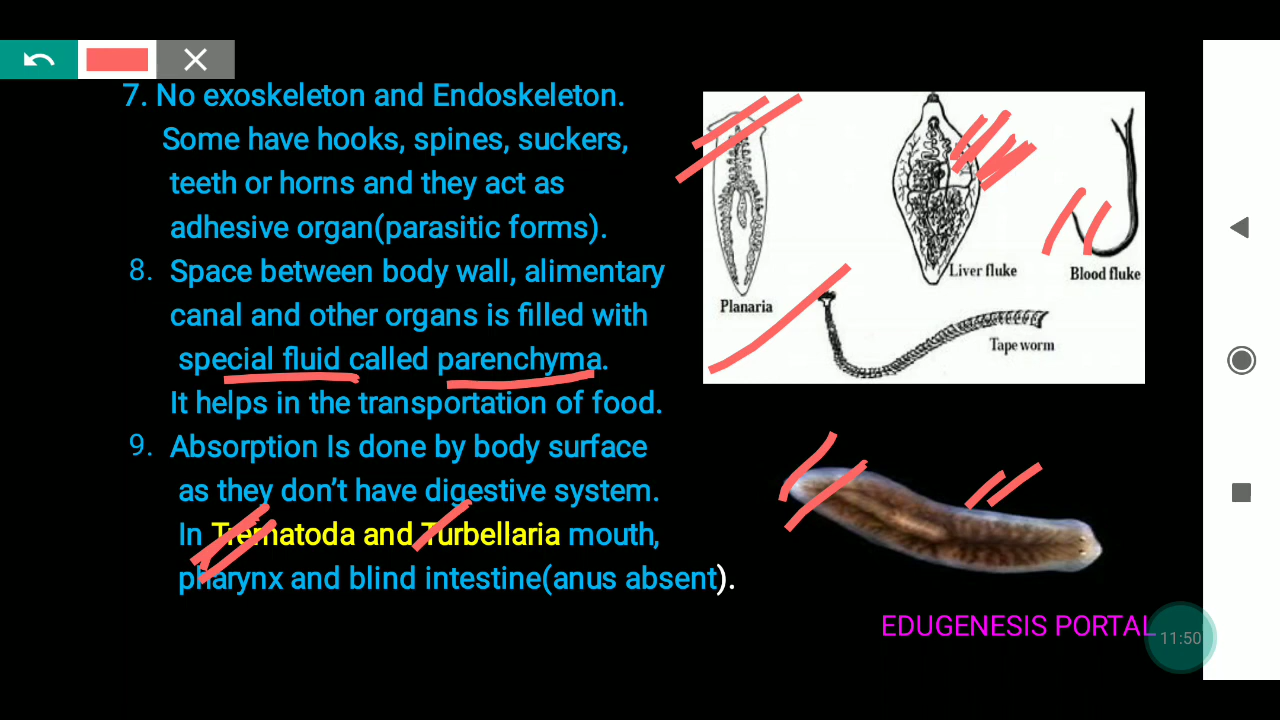 7. No exoskeleton and Endoskeleton.
Some have hooks, spines, suckers,
teeth or horns and they act as
adhesive organ(parasitic forms).
8. Space between body wall, alimentary
canal and other organs is filled with
special fluid called parenchyma.
It helps in the transportation of food.
9. Absorption Is done by body surface
as they don’t have digestive system.
In Trematoda and Turbellaria mouth,
pharynx and blind intestine(anus absent).
Planaria
Liver fluke
Blood fluke
Tape worm
EDUGENESIS PORTAL
11:50